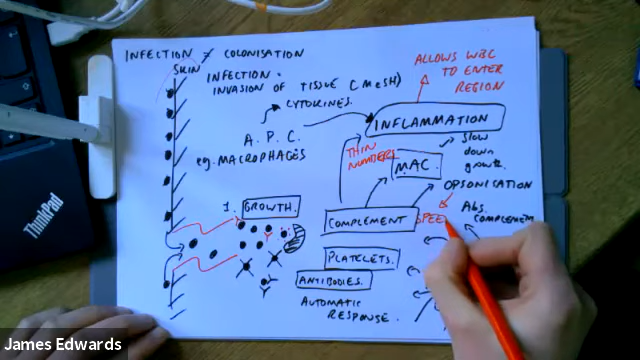 INFECTION ≠ COLONISATION
SKIN
INFECTION =
INVASION OF TISSUE (MeSH)
CYTOKINES.
A.P.C.
eg. MACROPHAGES
ALLOWS WBC
TO ENTER
REGION
INFLAMMATION
THIN
NUMBERS
MAC
Slow
down
growth.
OPSONICATION
1. GROWTH.
COMPLEMENT
SPEE
Abs
COMPLEMENT
PLATELETS.
ANTIBODIES.
AUTOMATIC
RESPONSE.
ThinkPad
James Edwards